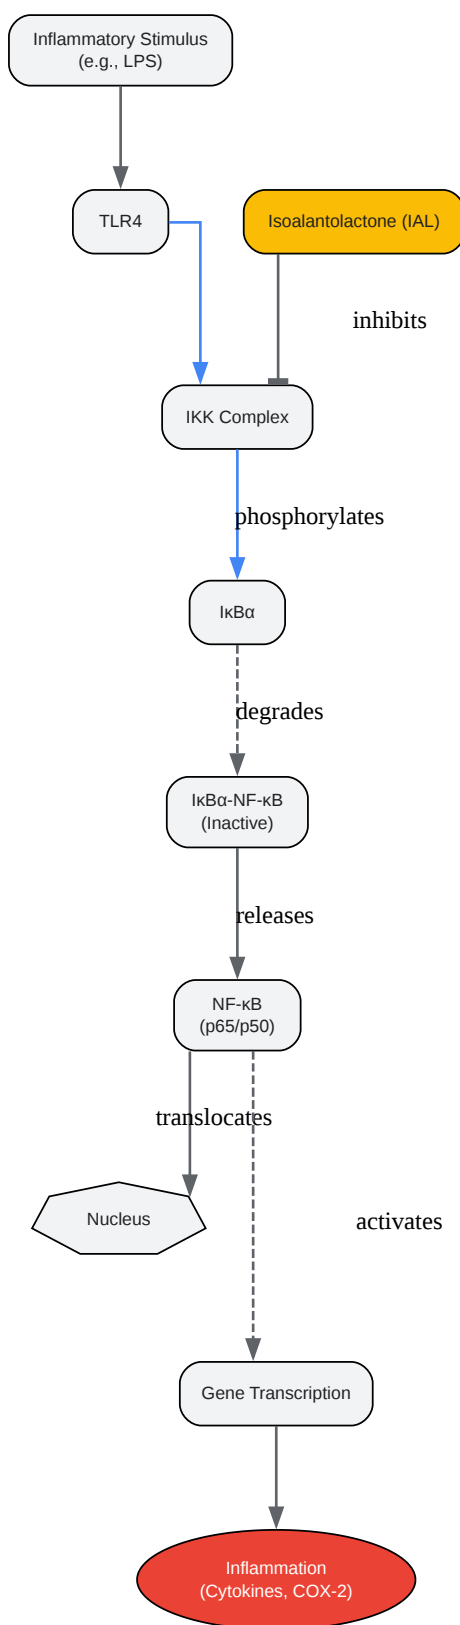 Inflammatory Stimulus
(e.g., LPS)
TLR4
Isoalantolactone (IAL)
inhibits
IKK Complex
phosphorylates
IκBα
degrades
IκBα-NF-κB
(Inactive)
releases
NF-κB
(p65/p50)
translocates
Nucleus
activates
Gene Transcription
Inflammation
(Cytokines, COX-2)